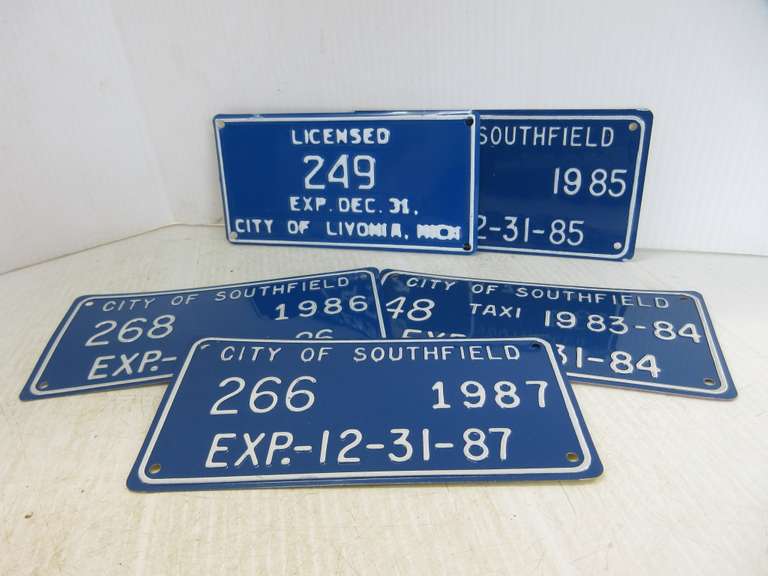 LICENSED
249
EXP. DEC. 31,
CITY OF LIVONIA, MICH
SOUTHFIELD
1985
2-31-85
CITY OF SOUTHFIELD
268 1986
EXP.-
CITY OF SOUTHFIELD
48 TAXI 1983-84
31-84
CITY OF SOUTHFIELD
266 1987
EXP.-12-31-87